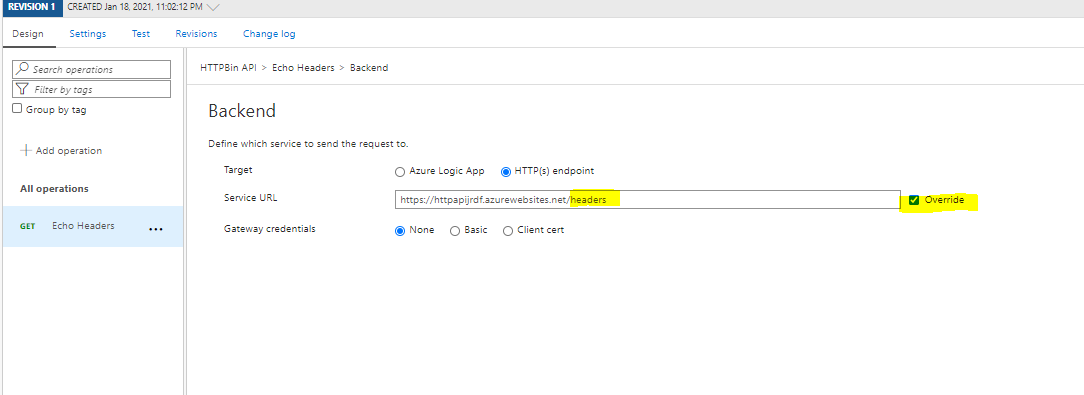 REVISION 1 CREATED Jan 18, 2021, 11:02:12 PM
Design Settings Test Revisions Change log
Search operations
Filter by tags
Group by tag
Add operation
All operations
GET Echo Headers ...
HTTPBin API > Echo Headers > Backend
Backend
Define which service to send the request to.
Target Azure Logic App HTTP(s) endpoint
Service URL https://httpapijrdf.azurewebsites.net/headers Override
Gateway credentials None Basic Client cert